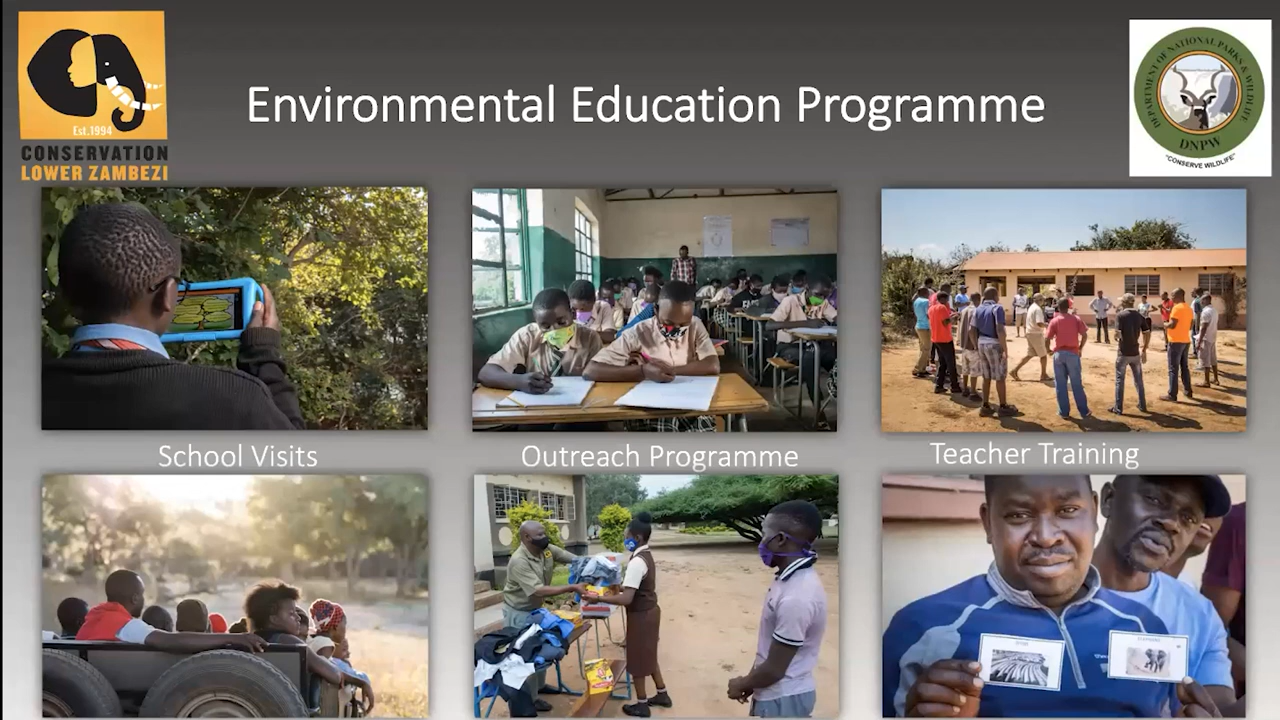 Environmental Education Programme
Est.1994
CONSERVATION
LOWER ZAMBEZI
DEPARTMENT OF NATIONAL PARKS & WILDLIFE
DNPW
"CONSERVE WILDLIFE"
School Visits
Outreach Programme
Teacher Training